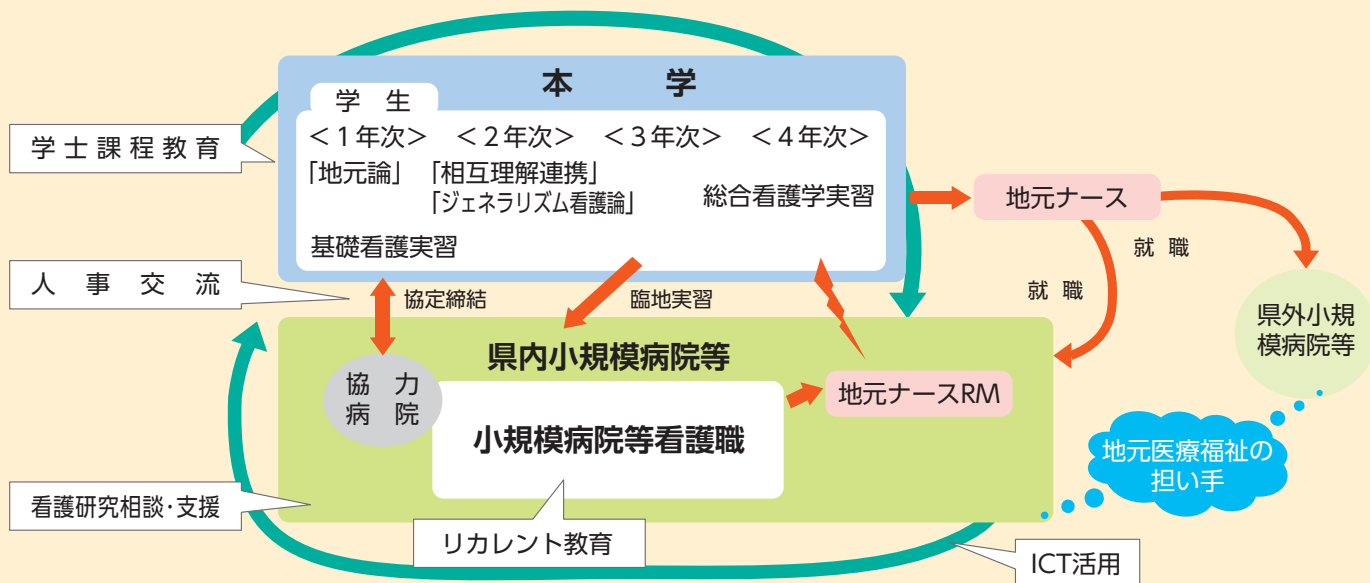 本学
学生
＜１年次＞ ＜２年次＞ ＜３年次＞ ＜４年次＞
「地元論」 「相互理解連携」
「ジェネラリズム看護論」
総合看護学実習
基礎看護実習
学士課程教育
人事交流
協定締結
臨地実習
地元ナース
就職
就職
県外小規
模病院等
県内小規模病院等
協力
病院
小規模病院等看護職
地元ナースRM
地元医療福祉の
担い手
看護研究相談・支援
リカレント教育
ICT活用